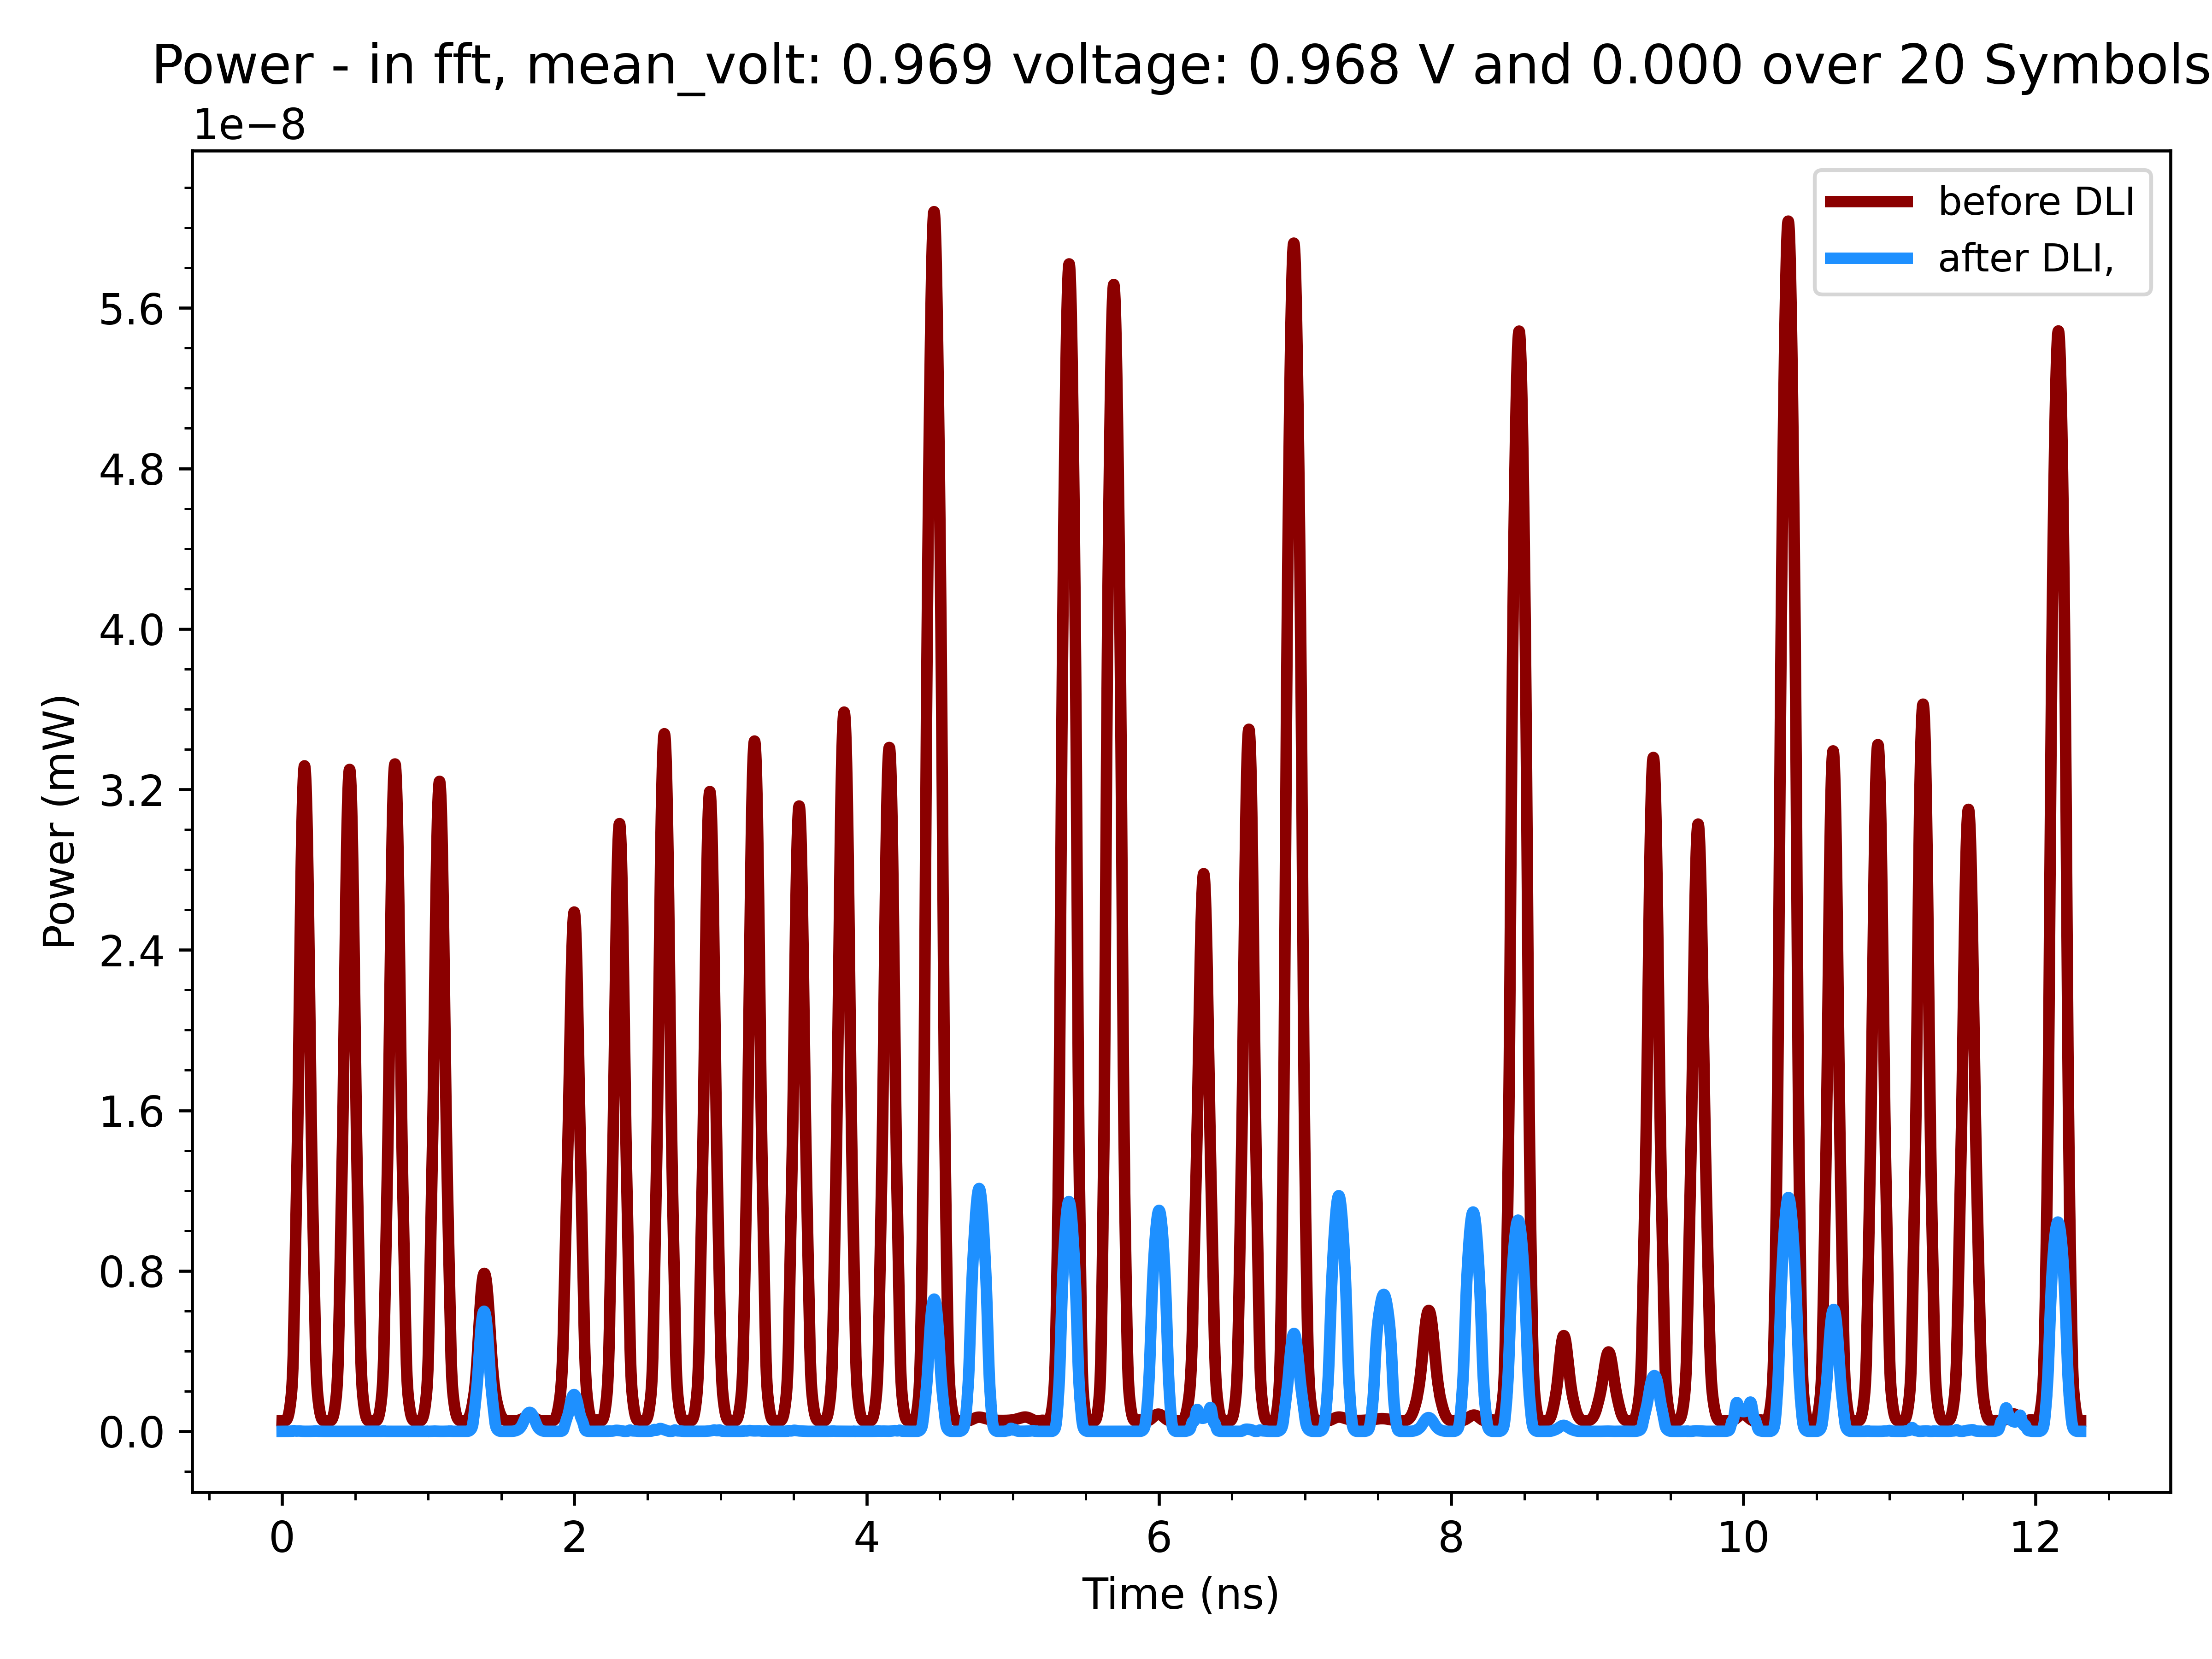 Power - in fft, mean_volt: 0.969 voltage: 0.968 V and 0.000 over 20 Symbols
1e−8
before DLI
after DLI,
5.6
4.8
4.0
3.2
2.4
1.6
0.8
0.0
Power (mW)
0 2 4 6 8 10 12
Time (ns)